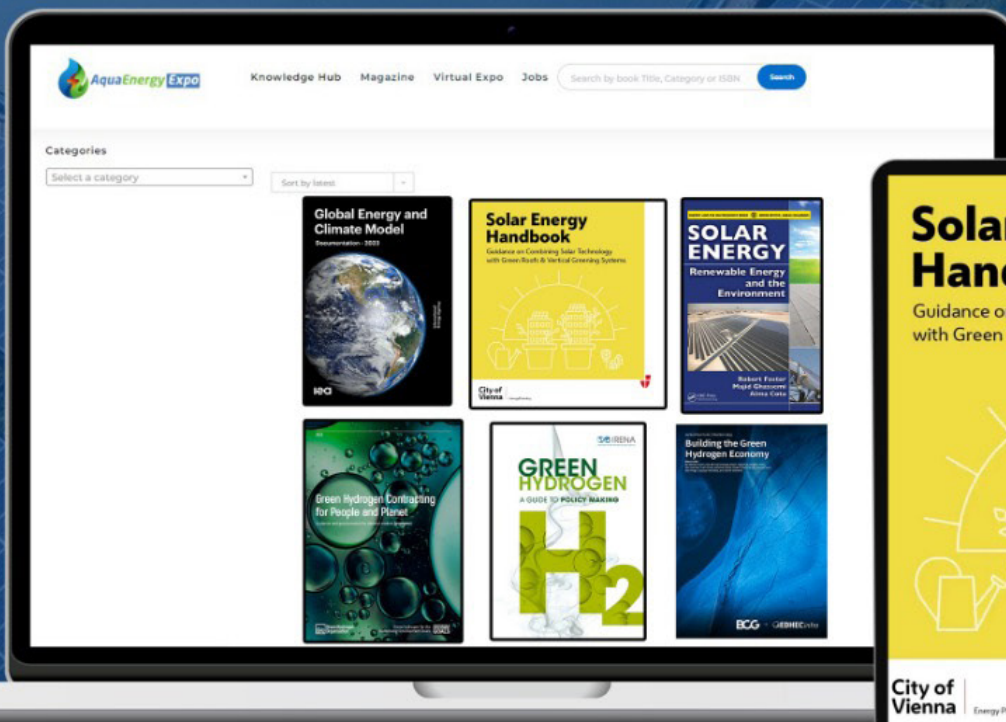 AquaEnergy Expo
Knowledge Hub Magazine Virtual Expo Jobs
Search by book Title, Category or ISBN
Search
Categories
Select a category
Sort by latest
Global Energy and
Climate Model
Documentation - 2023
iea
Solar Energy
Handbook
Guidance on Combining Solar Technology
with Green Roofs & Vertical Greening Systems
City of
Vienna
SOLAR
ENERGY
Renewable Energy
and the
Environment
Robert Foster
Majid Ghassemi
Alma Cota
Green Hydrogen Contracting
for People and Planet
IRENA
GREEN
HYDROGEN
A GUIDE TO POLICY MAKING
H2
Building the Green
Hydrogen Economy
BCG
EDHECinfra
Solar
Hand
Guidance o
with Green
City of
Vienna
Energy P